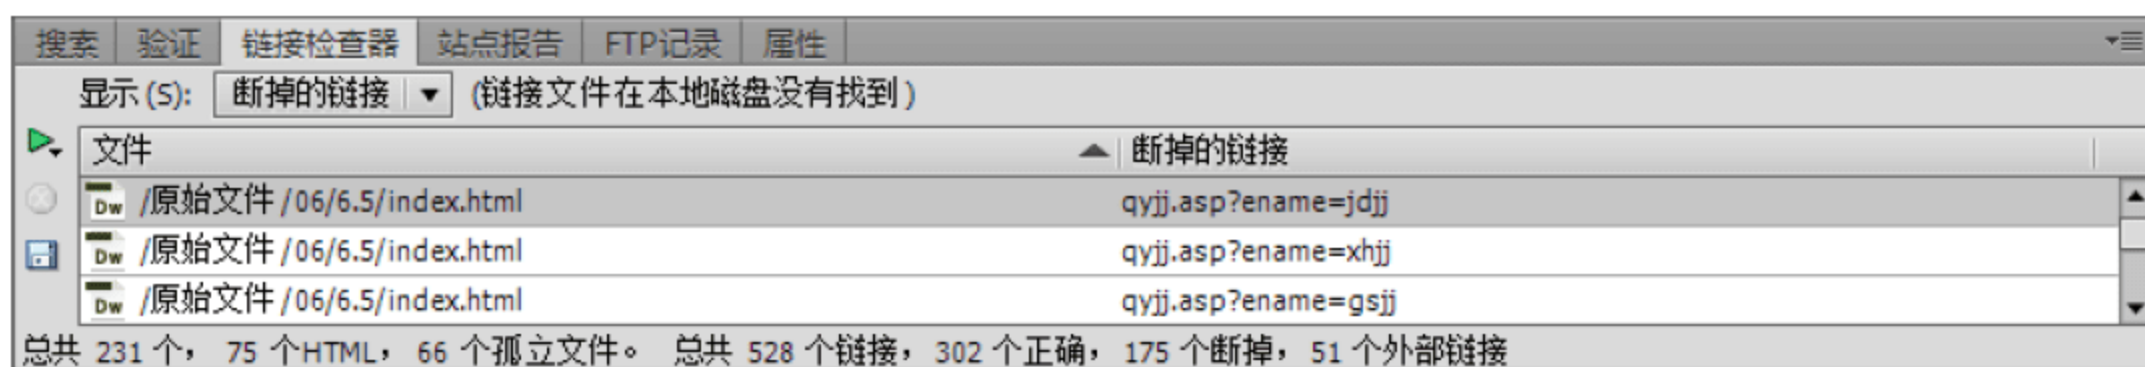 搜索 验证 链接检查器 站点报告 FTP记录 属性
显示(S): 断掉的链接 (链接文件在本地磁盘没有找到)
文件 断掉的链接
Dw /原始文件/06/6.5/index.html qyjj.asp?ename=jdjj
Dw /原始文件/06/6.5/index.html qyjj.asp?ename=xhjj
Dw /原始文件/06/6.5/index.html qyjj.asp?ename=gsjj
总共 231 个, 75 个HTML, 66 个孤立文件。 总共 528 个链接, 302 个正确, 175 个断掉, 51 个外部链接